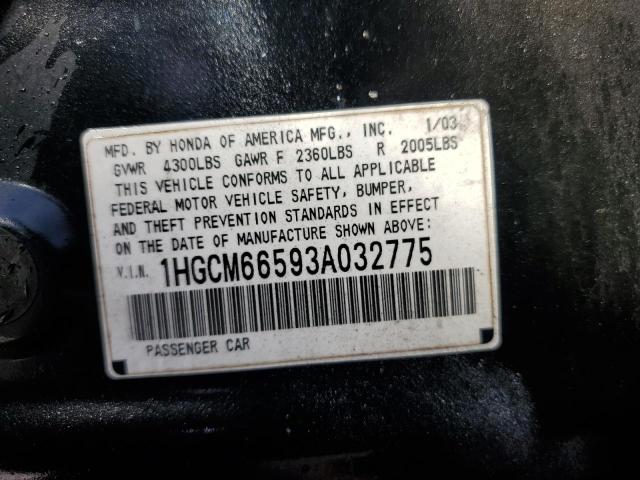 MFD. BY HONDA OF AMERICA MFG., INC. 1/03
GVWR 4300LBS GAWR F 2360LBS R 2005LBS
THIS VEHICLE CONFORMS TO ALL APPLICABLE
FEDERAL MOTOR VEHICLE SAFETY, BUMPER,
AND THEFT PREVENTION STANDARDS IN EFFECT
ON THE DATE OF MANUFACTURE SHOWN ABOVE:
V.I.N. 1HGCM66593A032775
PASSENGER CAR